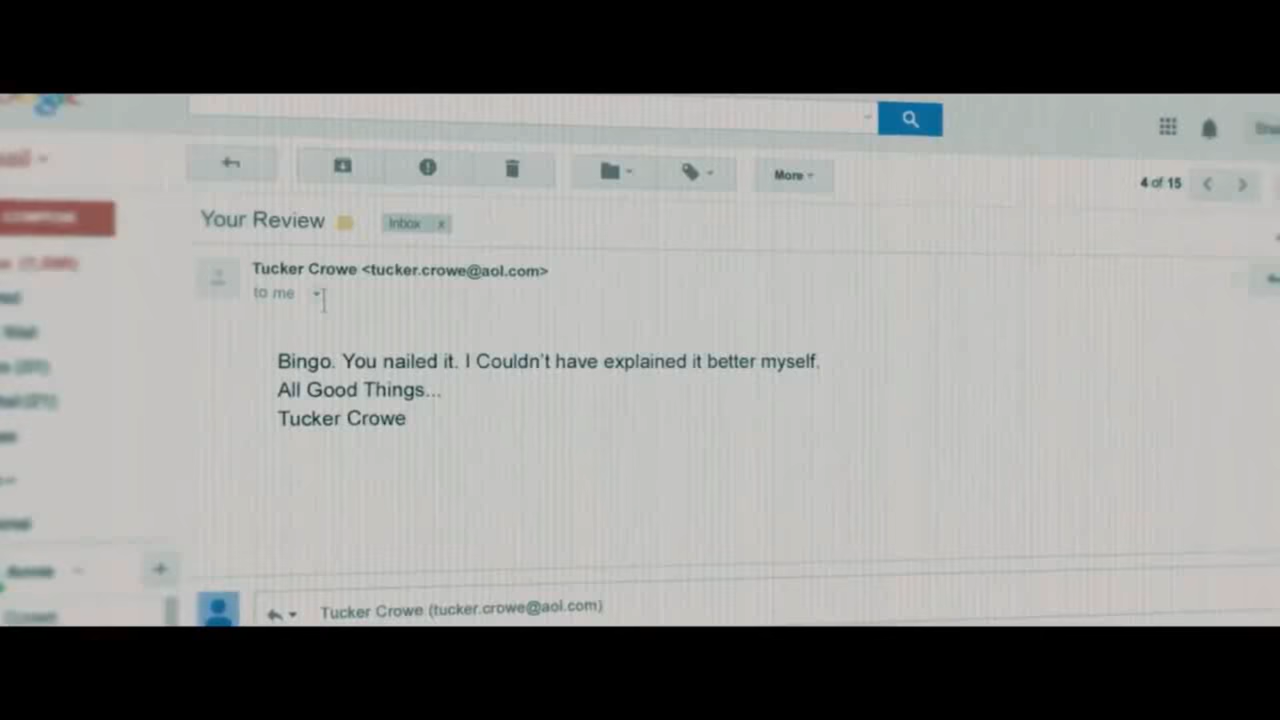 More
4 of 15
Your Review
Inbox x
Tucker Crowe <tucker.crowe@aol.com>
to me
Bingo. You nailed it. I Couldn't have explained it better myself.
All Good Things...
Tucker Crowe
Tucker Crowe (tucker.crowe@aol.com)